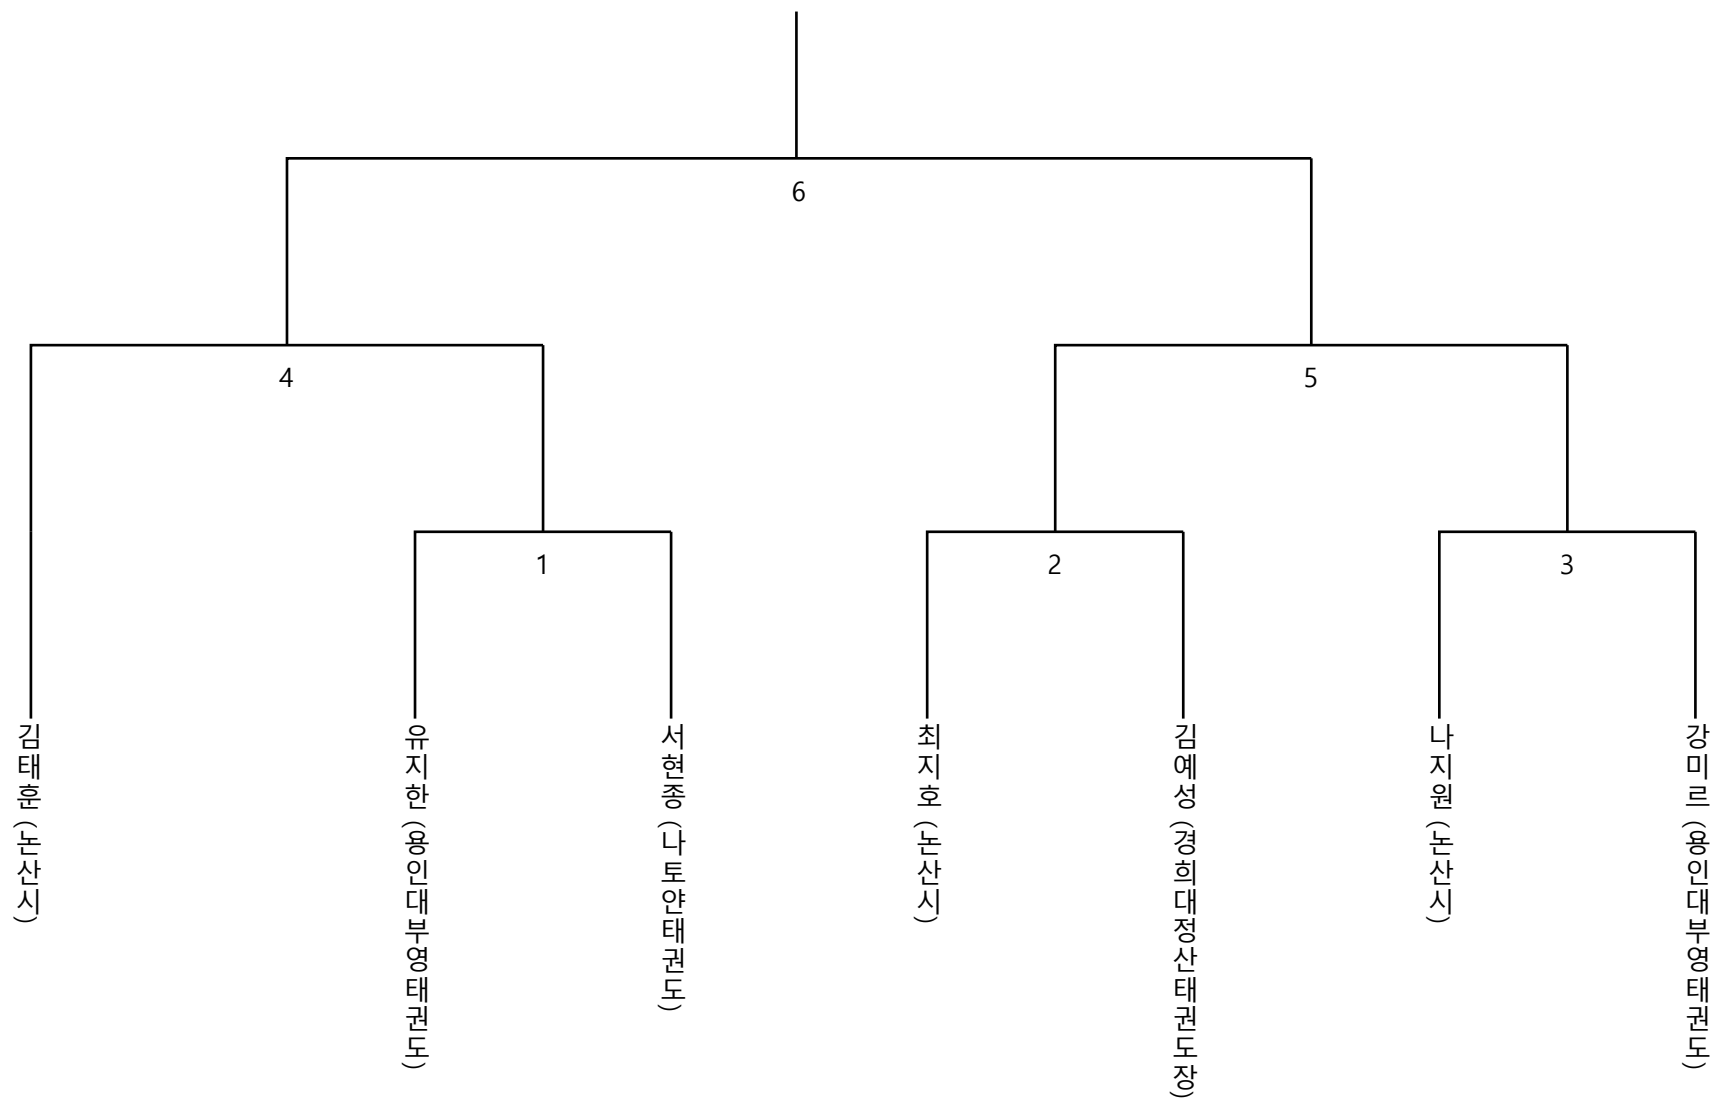 6
4
5
1
2
3
김태훈 (논산시)
유지한 (용인대부영태권도)
서현종 (나토얀태권도)
최지호 (논산시)
김예성 (경희대정산태권도장)
나지원 (논산시)
강미르 (용인대부영태권도)